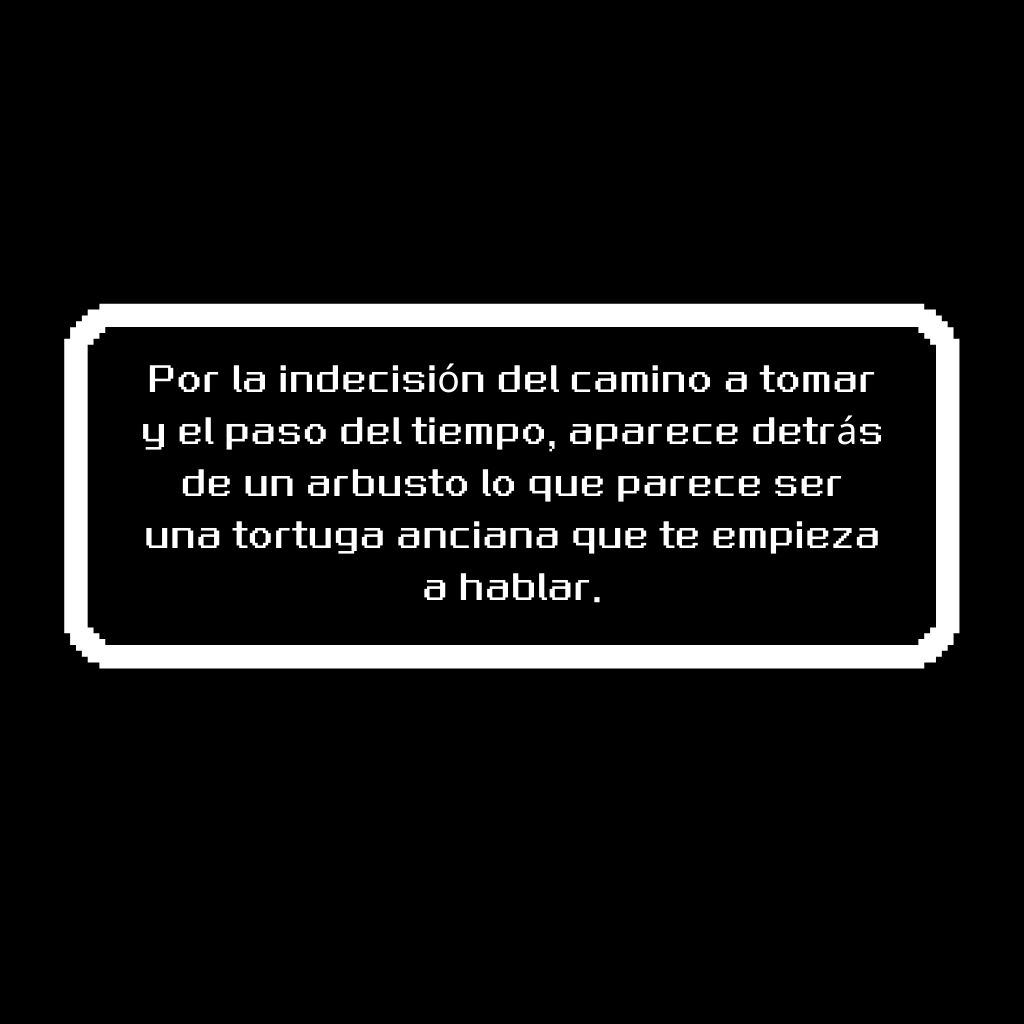 Por la indecisión del camino a tomar
y el paso del tiempo, aparece detrás
de un arbusto lo que parece ser
una tortuga anciana que te empieza
a hablar.